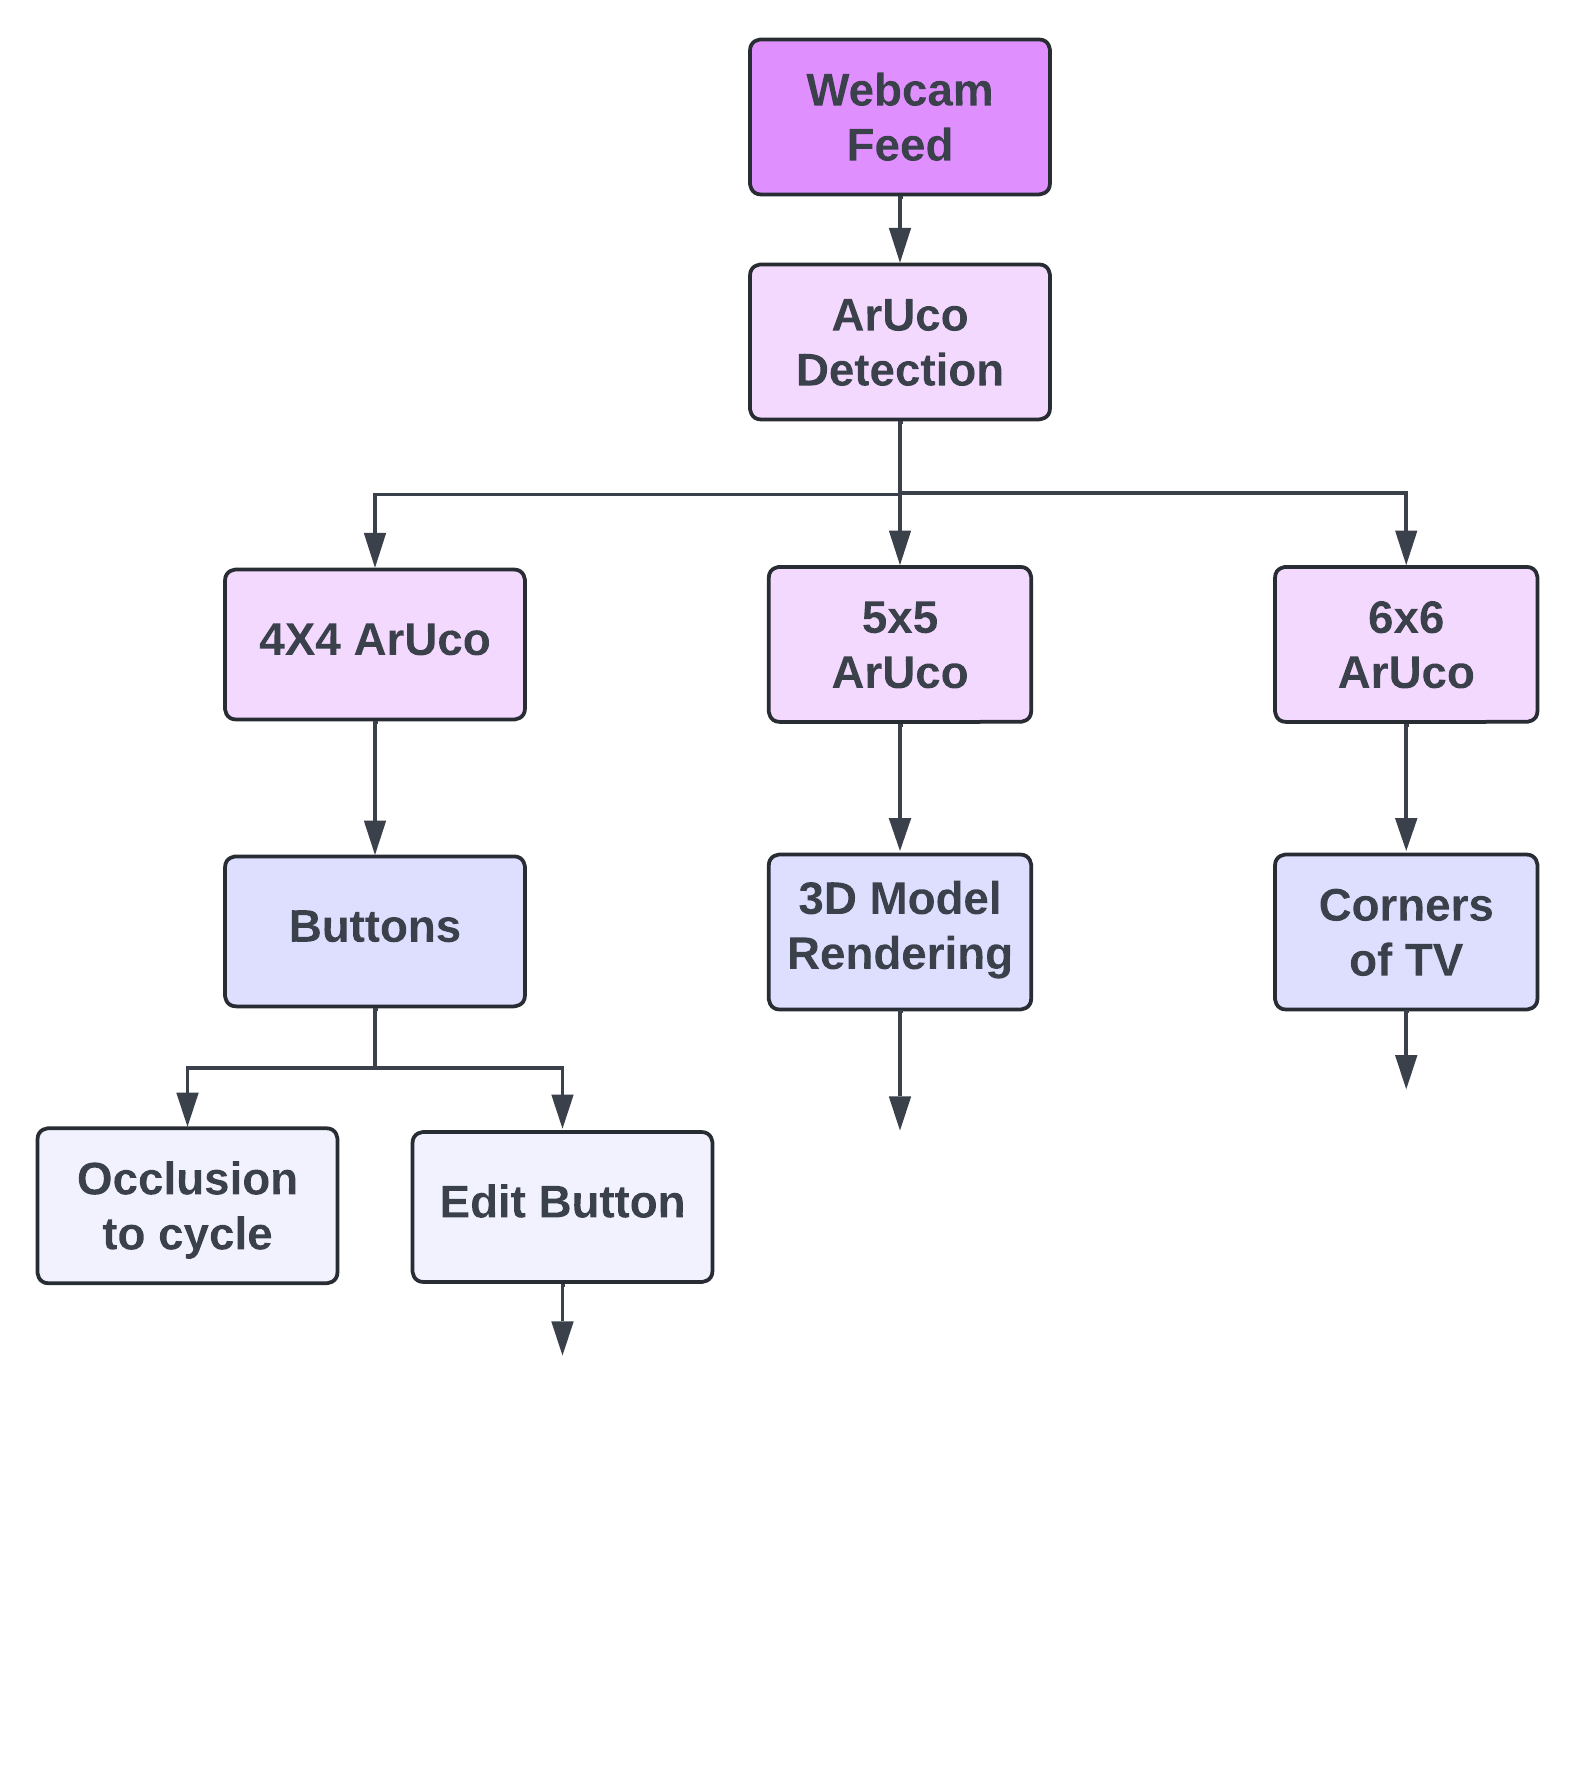 Webcam
Feed
ArUco
Detection
4X4 ArUco
5x5
ArUco
6x6
ArUco
Buttons
3D Model
Rendering
Corners
of TV
Occlusion
to cycle
Edit Button